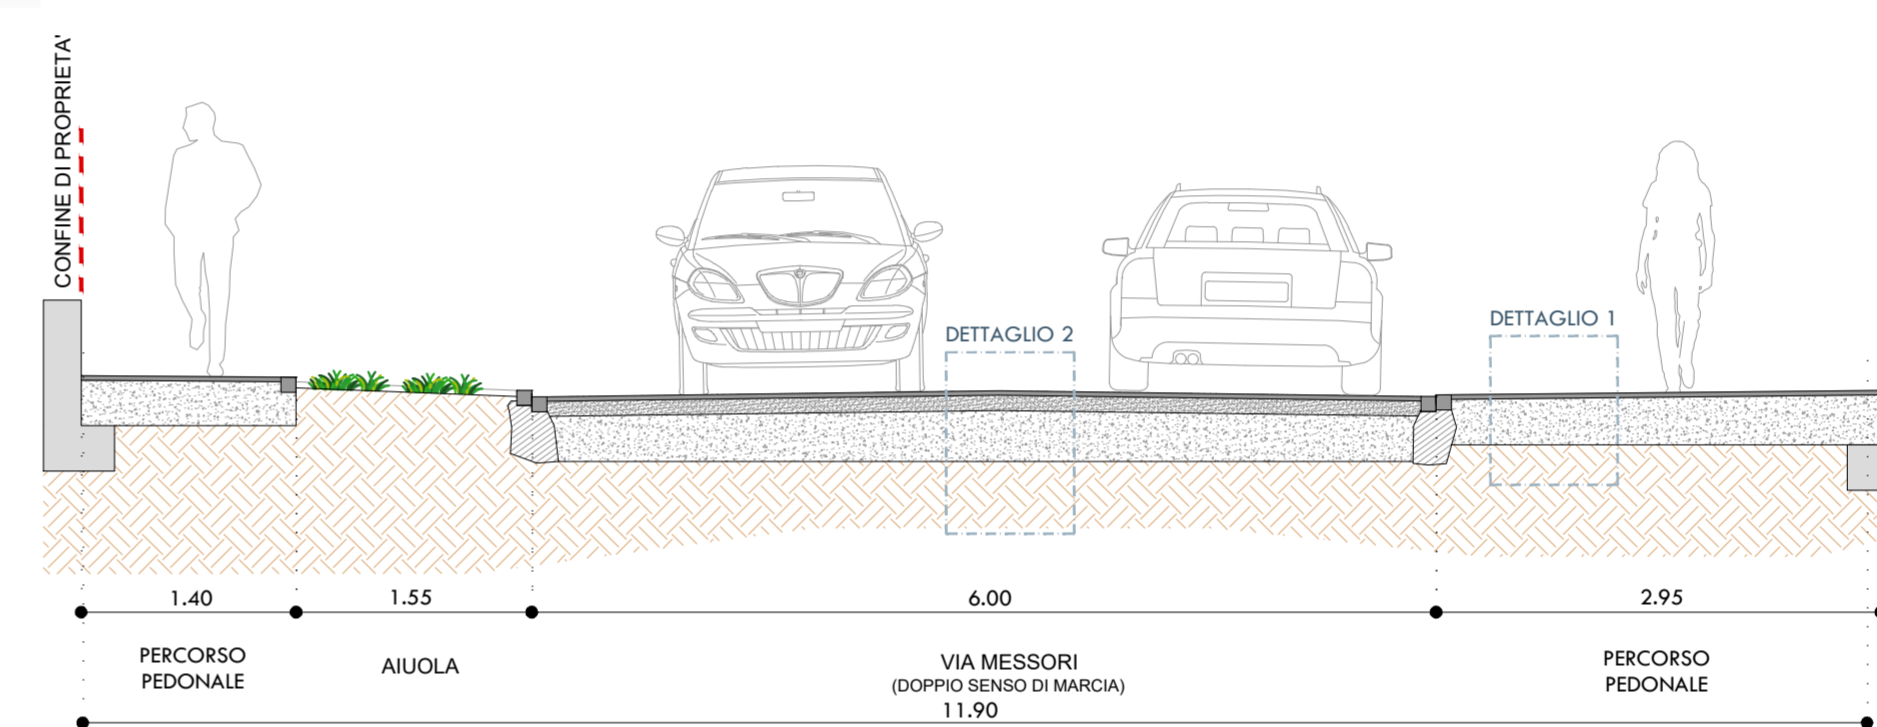 CONFINE DI PROPRIETA'
DETTAGLIO 2
DETTAGLIO 1
1.40
1.55
6.00
2.95
PERCORSO
PEDONALE
AIUOLA
VIA MESSORI
(DOPPIO SENSO DI MARCIA)
PERCORSO
PEDONALE
11.90